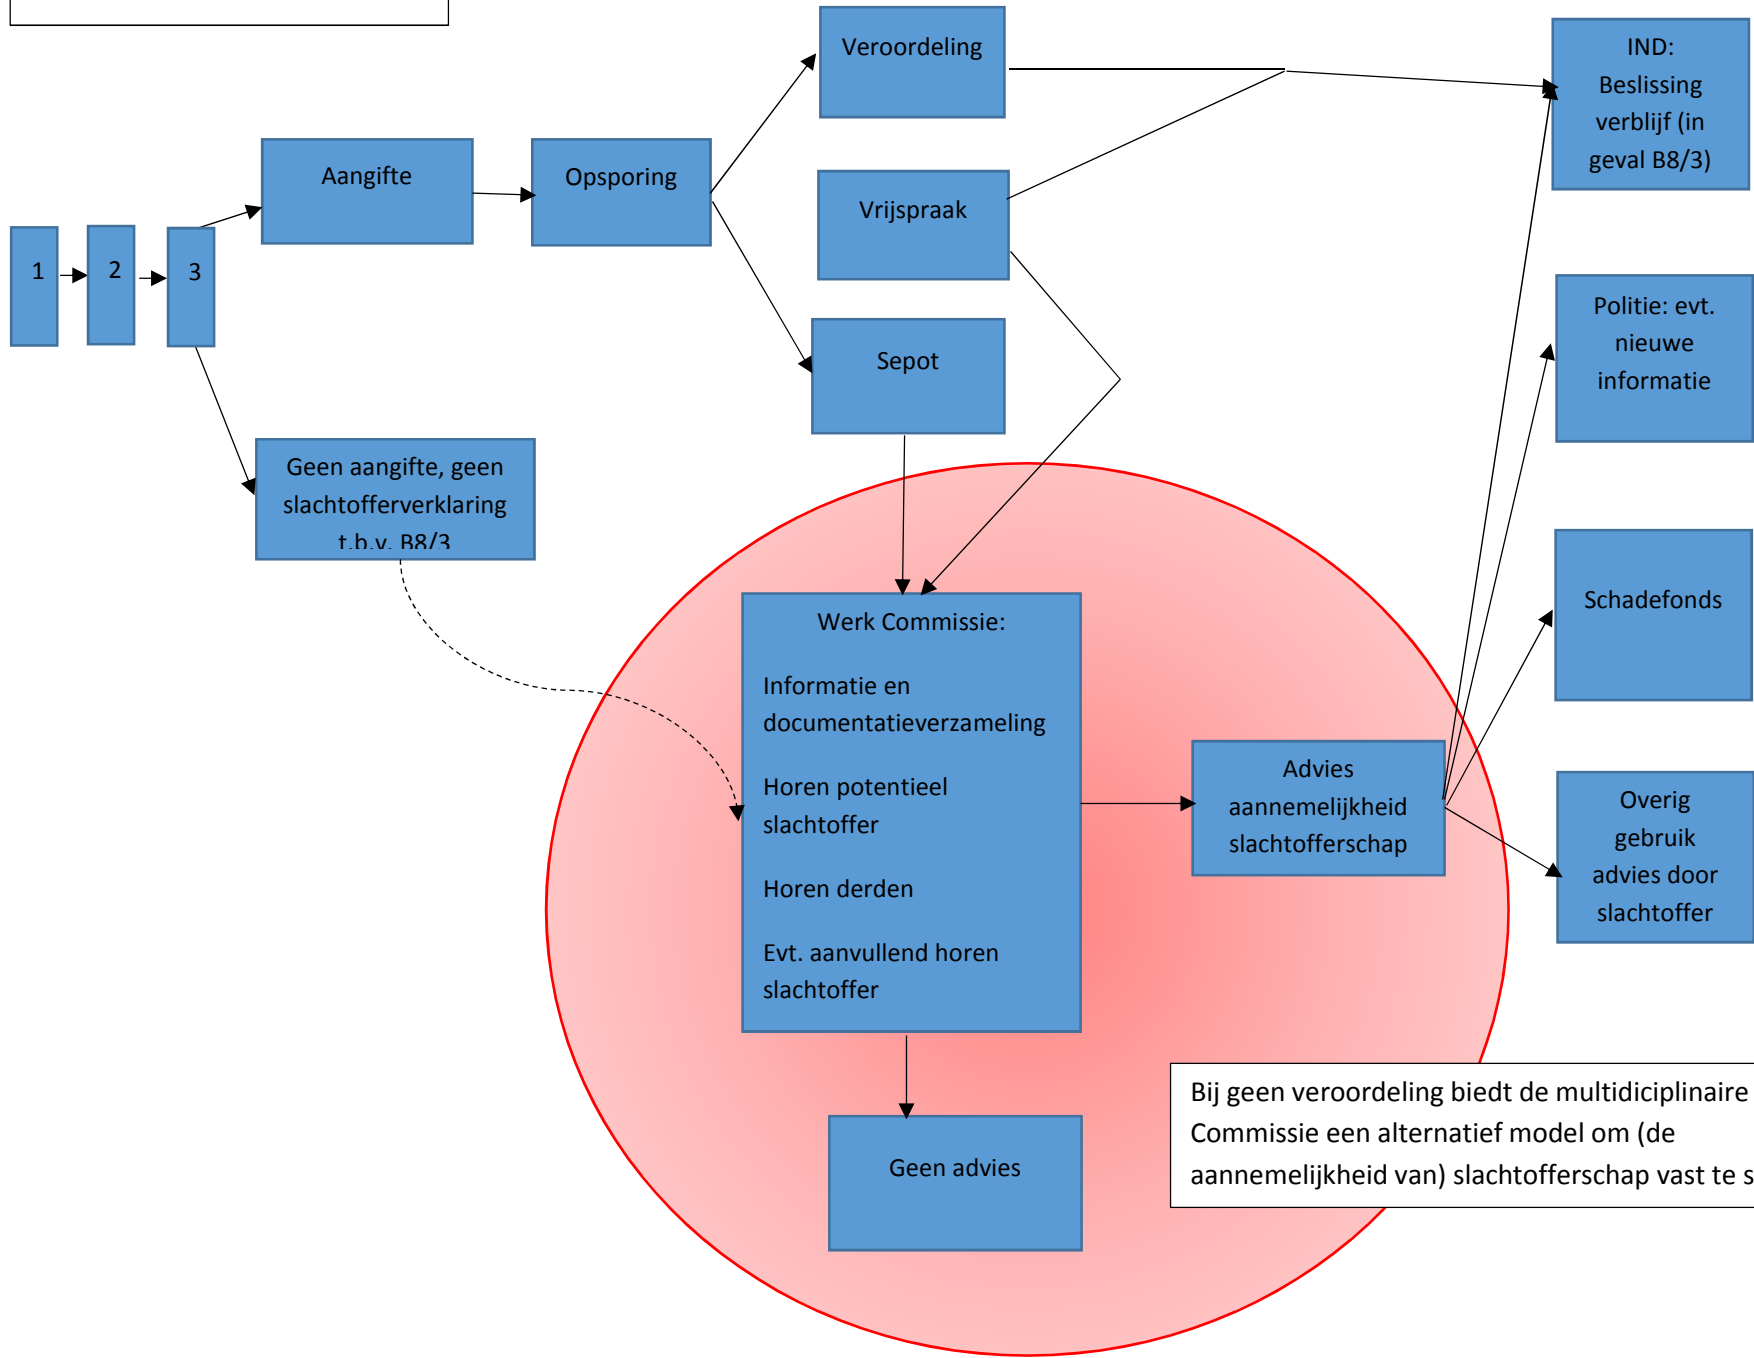 Veroordeling
IND:
Beslissing
verblijf (in
geval B8/3)
Aangifte
Opsporing
Vrijspraak
1
2
3
Politie: evt.
nieuwe
informatie
Sepot
Geen aangifte, geen
slachtofferverklaring
t.b.v. B8/3
Schadefonds
Werk Commissie:
Informatie en
documentatieverzameling
Horen potentieel
slachtoffer
Horen derden
Evt. aanvullend horen
slachtoffer
Advies
aannemelijkheid
slachtofferschap
Overig
gebruik
advies door
slachtoffer
Geen advies
Bij geen veroordeling biedt de multidiciplinaire
Commissie een alternatief model om (de
aannemelijkheid van) slachtofferschap vast te s